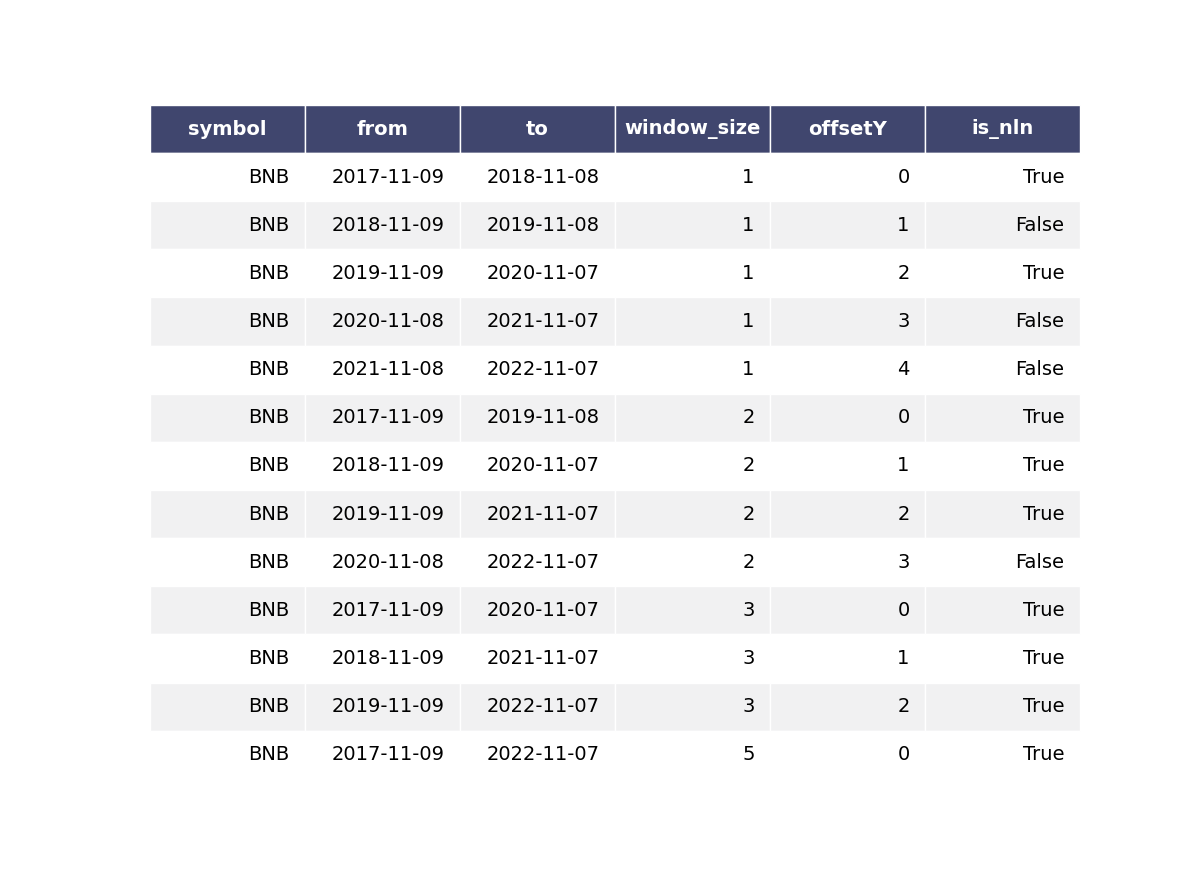 symbol from to window_size offsetY is_nln
BNB 2017-11-09 2018-11-08 1 0 True
BNB 2018-11-09 2019-11-08 1 1 False
BNB 2019-11-09 2020-11-07 1 2 True
BNB 2020-11-08 2021-11-07 1 3 False
BNB 2021-11-08 2022-11-07 1 4 False
BNB 2017-11-09 2019-11-08 2 0 True
BNB 2018-11-09 2020-11-07 2 1 True
BNB 2019-11-09 2021-11-07 2 2 True
BNB 2020-11-08 2022-11-07 2 3 False
BNB 2017-11-09 2020-11-07 3 0 True
BNB 2018-11-09 2021-11-07 3 1 True
BNB 2019-11-09 2022-11-07 3 2 True
BNB 2017-11-09 2022-11-07 5 0 True